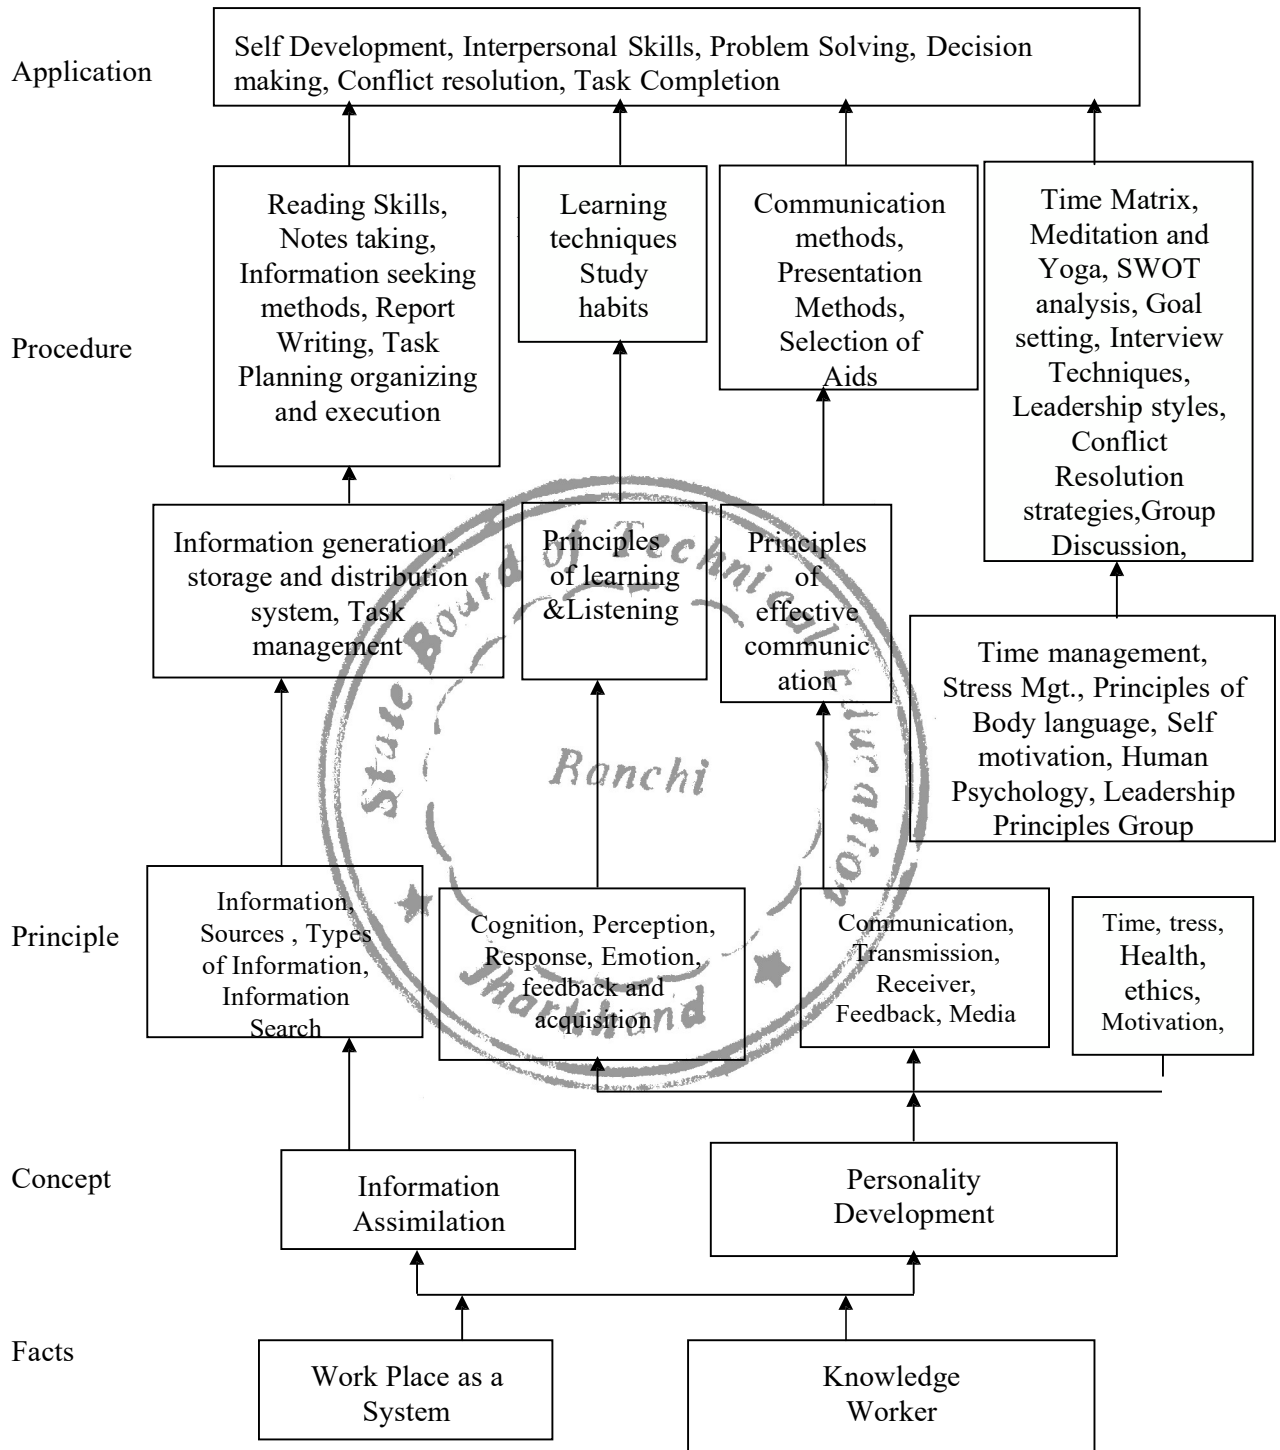 Application
Self Development, Interpersonal Skills, Problem Solving, Decision
making, Conflict resolution, Task Completion
Procedure
Reading Skills,
Notes taking,
Information seeking
methods, Report
Writing, Task
Planning organizing
and execution
Learning
techniques
Study
habits
Communication
methods,
Presentation
Methods,
Selection of
Aids
Time Matrix,
Meditation and
Yoga, SWOT
analysis, Goal
setting, Interview
Techniques,
Leadership styles,
Conflict
Resolution
strategies,Group
Discussion,
Information generation,
storage and distribution
system, Task
management
Principles
of learning
&Listening
Principles
of
effective
communic
ation
Time management,
Stress Mgt., Principles of
Body language, Self
motivation, Human
Psychology, Leadership
Principles Group
State Board of Technical Education
Ranchi
Jharkhand
Principle
Information,
Sources , Types
of Information,
Information
Search
Cognition, Perception,
Response, Emotion,
feedback and
acquisition
Communication,
Transmission,
Receiver,
Feedback, Media
Time, tress,
Health,
ethics,
Motivation,
Concept
Information
Assimilation
Personality
Development
Facts
Work Place as a
System
Knowledge
Worker